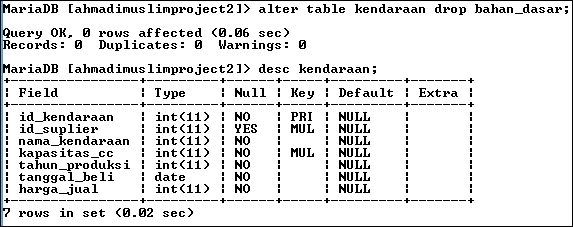 MariaDB [ahmadimuslimproject2]> alter table kendaraan drop bahan_dasar;
Query OK, 0 rows affected (0.06 sec)
Records: 0  Duplicates: 0  Warnings: 0
MariaDB [ahmadimuslimproject2]> desc kendaraan;
+----------------+---------+------+-----+---------+-------+
| Field          | Type    | Null | Key | Default | Extra |
+----------------+---------+------+-----+---------+-------+
| id_kendaraan   | int(11) | NO   | PRI | NULL    |       |
| id_suplier     | int(11) | YES  | MUL | NULL    |       |
| nama_kendaraan | int(11) | NO   |     | NULL    |       |
| kapasitas_cc   | int(11) | NO   | MUL | NULL    |       |
| tahun_produksi | int(11) | NO   |     | NULL    |       |
| tanggal_beli   | date    | NO   |     | NULL    |       |
| harga_jual     | int(11) | NO   |     | NULL    |       |
+----------------+---------+------+-----+---------+-------+
7 rows in set (0.02 sec)